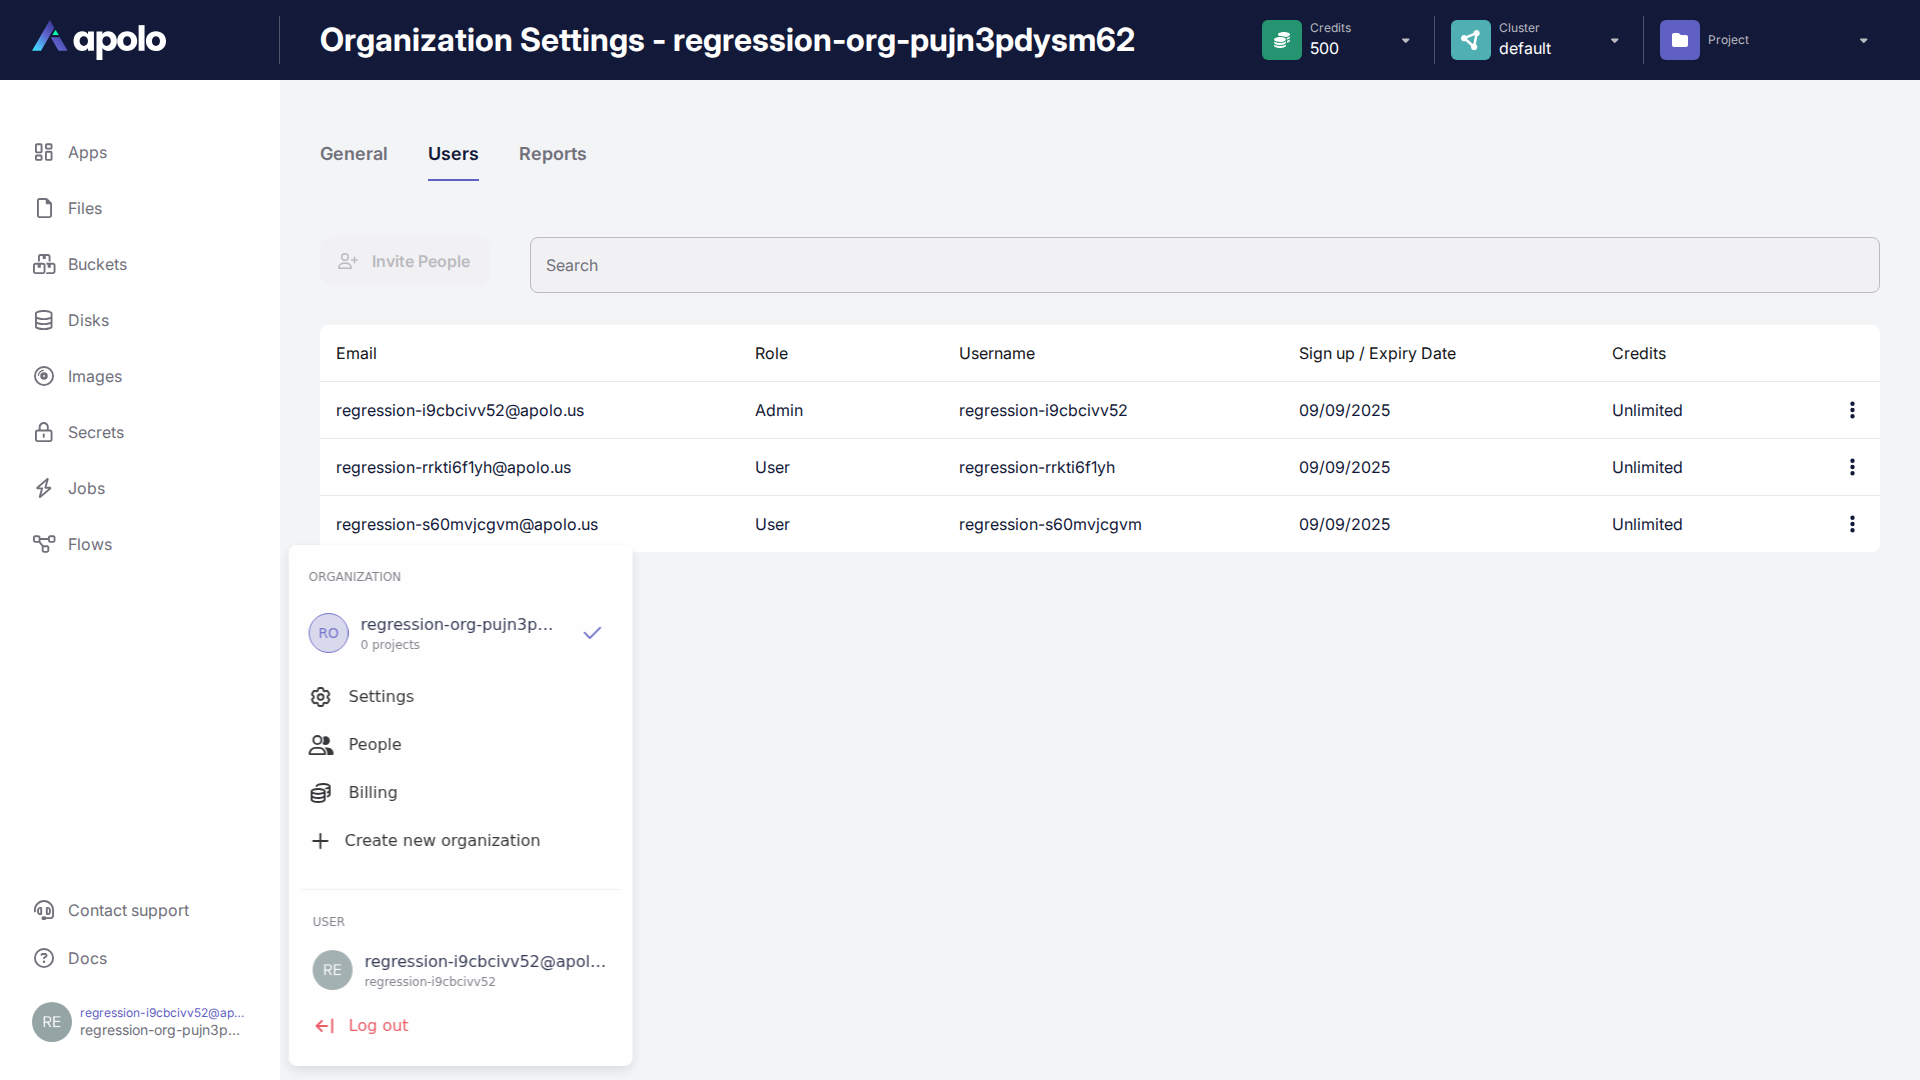 apolo
Organization Settings - regression-org-pujn3pdysm62
Credits
500
Cluster
default
Project
Apps
Files
Buckets
Disks
Images
Secrets
Jobs
Flows
General Users Reports
Invite People
Search
Email Role Username Sign up / Expiry Date Credits
regression-i9cbcivv52@apolo.us Admin regression-i9cbcivv52 09/09/2025 Unlimited
regression-rrkti6f1yh@apolo.us User regression-rrkti6f1yh 09/09/2025 Unlimited
regression-s60mvjcgvm@apolo.us User regression-s60mvjcgvm 09/09/2025 Unlimited
ORGANIZATION
RO
regression-org-pujn3p...
0 projects
Settings
People
Billing
Create new organization
USER
RE
regression-i9cbcivv52@apol...
regression-i9cbcivv52
Log out
Contact support
Docs
RE
regression-i9cbcivv52@ap...
regression-org-pujn3p...